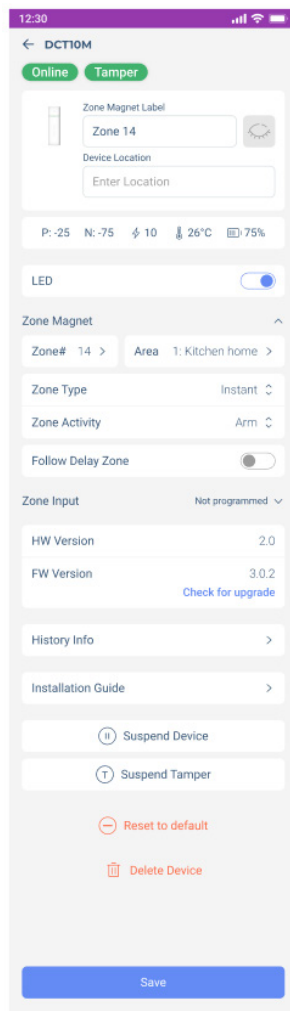 12:30
DCT10M
Online Tamper
Zone Magnet Label
Zone 14
Device Location
Enter Location
P: -25 N: -75 10 26°C 75%
LED
Zone Magnet
Zone# 14 > Area 1: Kitchen home >
Zone Type Instant
Zone Activity Arm
Follow Delay Zone
Zone Input Not programmed
HW Version 2.0
FW Version 3.0.2
Check for upgrade
History Info >
Installation Guide >
Suspend Device
T Suspend Tamper
Reset to default
Delete Device
Save